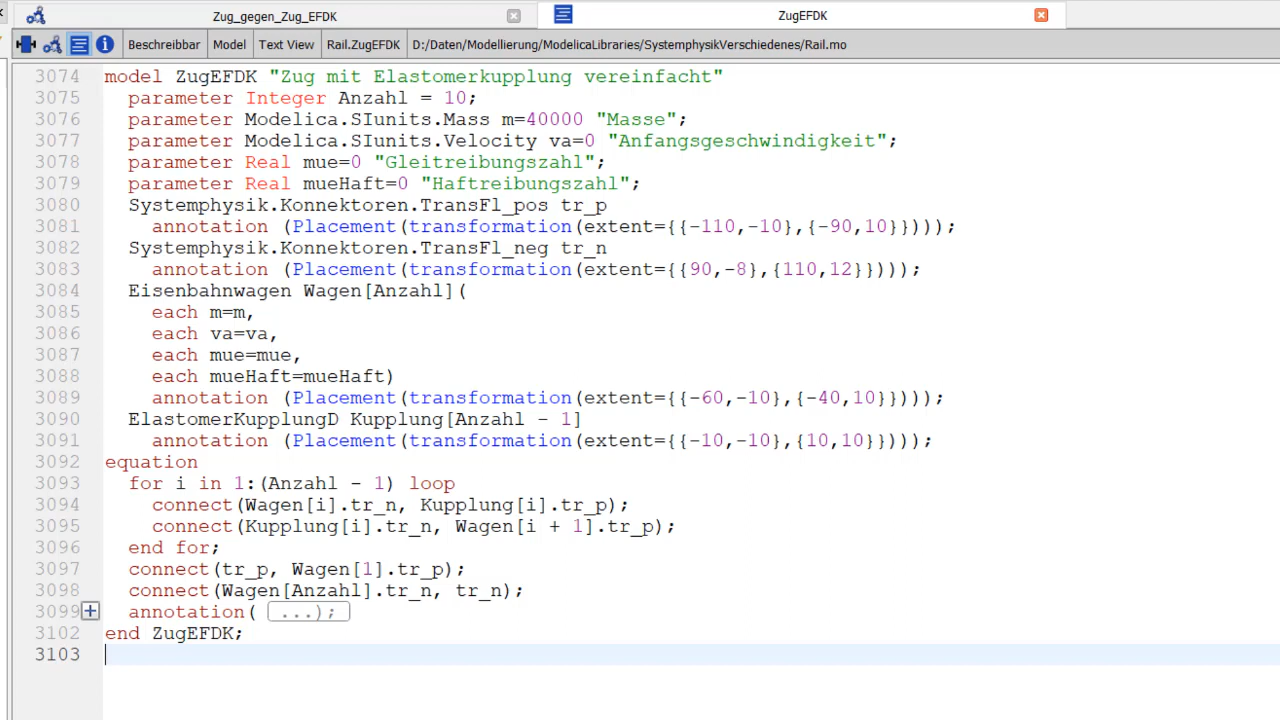 Zug_gegen_Zug_EFDK
ZugEFDK
Beschreibbar Model Text View Rail.ZugEFDK D:/Daten/Modellierung/ModelicaLibraries/SystemphysikVerschiedenes/Rail.mo
3074 model ZugEFDK "Zug mit Elastomerkupplung vereinfacht"
3075 parameter Integer Anzahl = 10;
3076 parameter Modelica.SIunits.Mass m=40000 "Masse";
3077 parameter Modelica.SIunits.Velocity va=0 "Anfangsgeschwindigkeit";
3078 parameter Real mue=0 "Gleitreibungszahl";
3079 parameter Real mueHaft=0 "Haftreibungszahl";
3080 Systemphysik.Konnektoren.TransFl_pos tr_p
3081 annotation (Placement(transformation(extent={{-110,-10},{-90,10}})));
3082 Systemphysik.Konnektoren.TransFl_neg tr_n
3083 annotation (Placement(transformation(extent={{90,-8},{110,12}})));
3084 Eisenbahnwagen Wagen[Anzahl](
3085 each m=m,
3086 each va=va,
3087 each mue=mue,
3088 each mueHaft=mueHaft)
3089 annotation (Placement(transformation(extent={{-60,-10},{-40,10}})));
3090 ElastomerKupplungD Kupplung[Anzahl - 1]
3091 annotation (Placement(transformation(extent={{-10,-10},{10,10}})));
3092 equation
3093 for i in 1:(Anzahl - 1) loop
3094 connect(Wagen[i].tr_n, Kupplung[i].tr_p);
3095 connect(Kupplung[i].tr_n, Wagen[i + 1].tr_p);
3096 end for;
3097 connect(tr_p, Wagen[1].tr_p);
3098 connect(Wagen[Anzahl].tr_n, tr_n);
3099 annotation( ...);
3102 end ZugEFDK;
3103